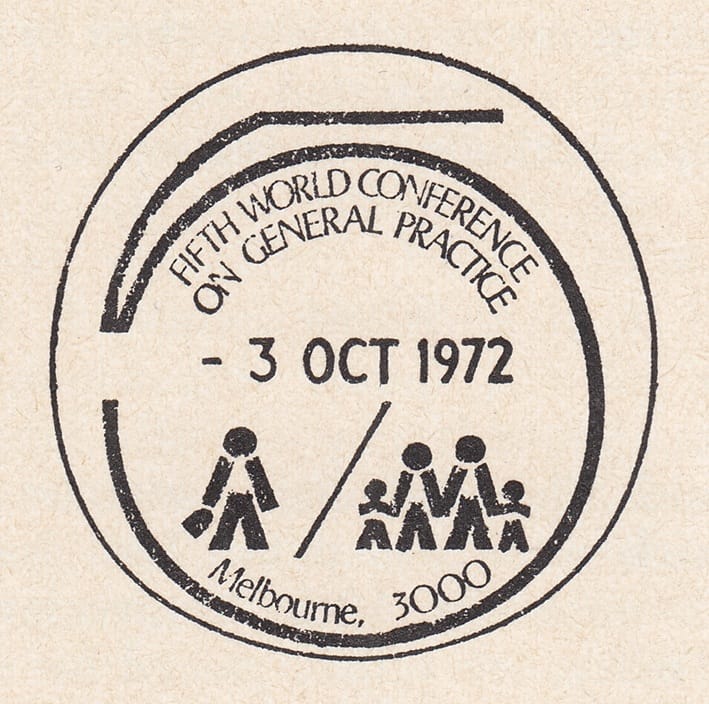 FIFTH WORLD CONFERENCE
ON GENERAL PRACTICE
- 3 OCT 1972
Melbourne, 3000